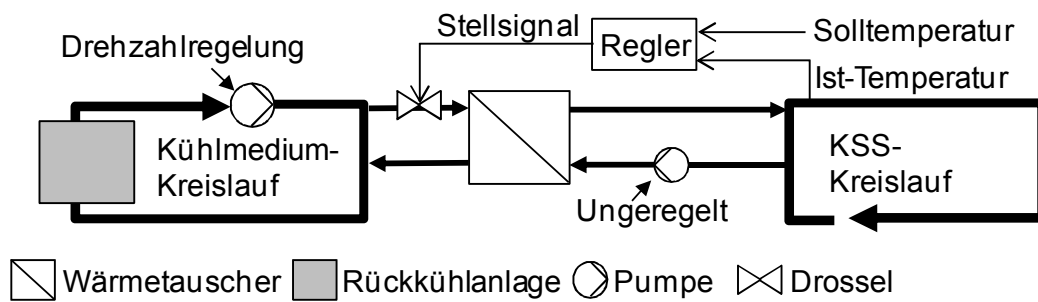 Drehzahlregelung
Stellsignal
Regler
Solltemperatur
Ist-Temperatur
Kühlmedium-
Kreislauf
KSS-
Kreislauf
Ungeregelt
Wärmetauscher
Rückkühlanlage
Pumpe
Drossel